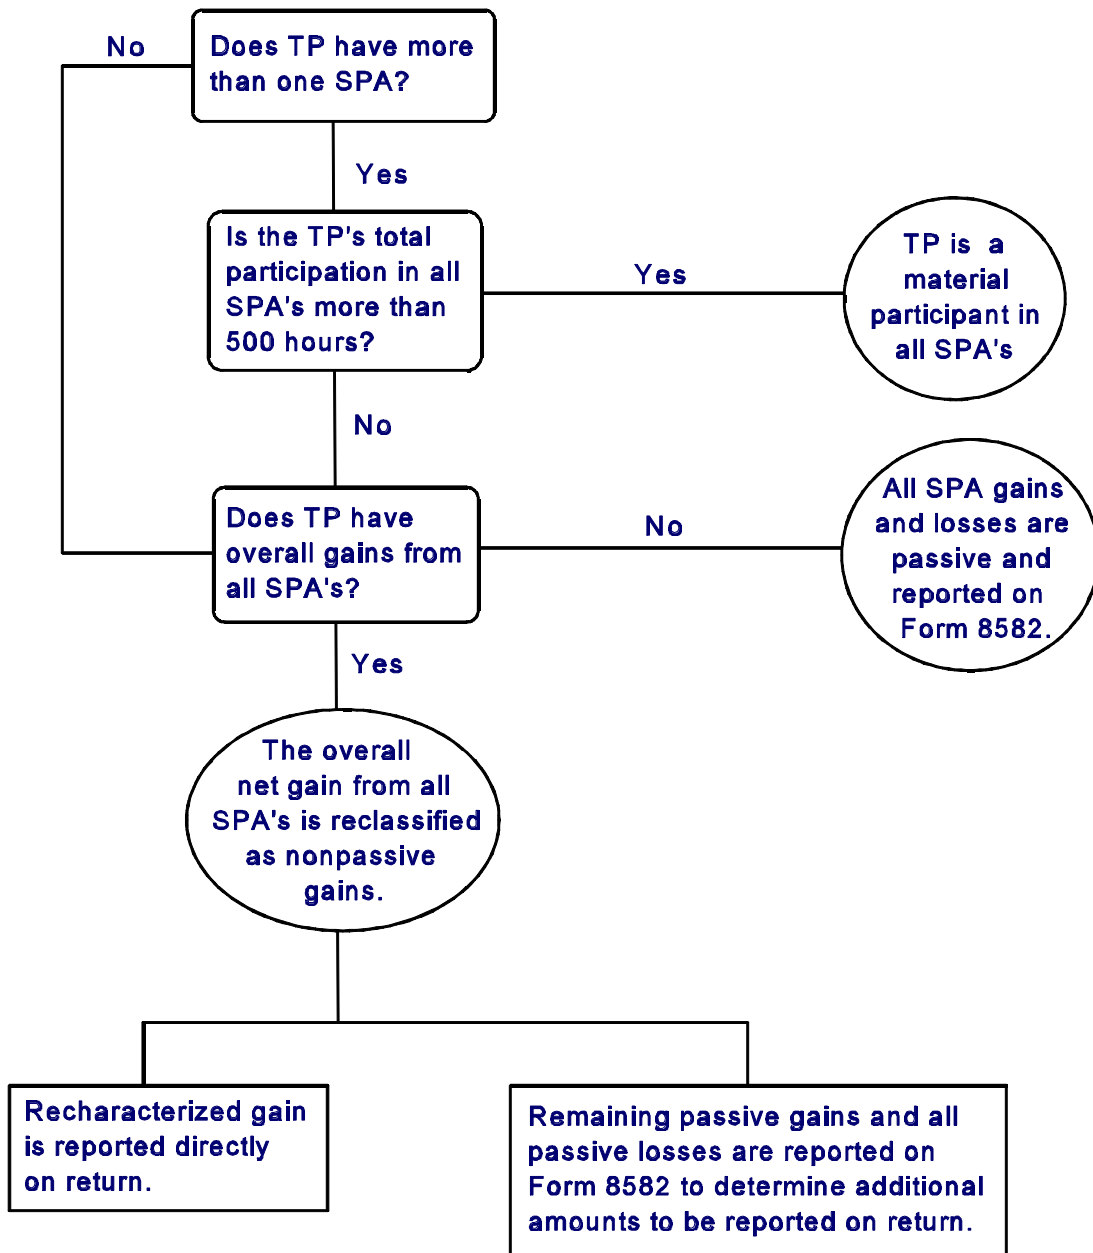 No
Does TP have more
than one SPA?
Yes
Is the TP's total
participation in all
SPA's more than
500 hours?
Yes
TP is a
material
participant in
all SPA's
No
Does TP have
overall gains from
all SPA's?
No
All SPA gains
and losses are
passive and
reported on
Form 8582.
Yes
The overall
net gain from all
SPA's is reclassified
as nonpassive
gains.
Recharacterized gain
is reported directly
on return.
Remaining passive gains and all
passive losses are reported on
Form 8582 to determine additional
amounts to be reported on return.